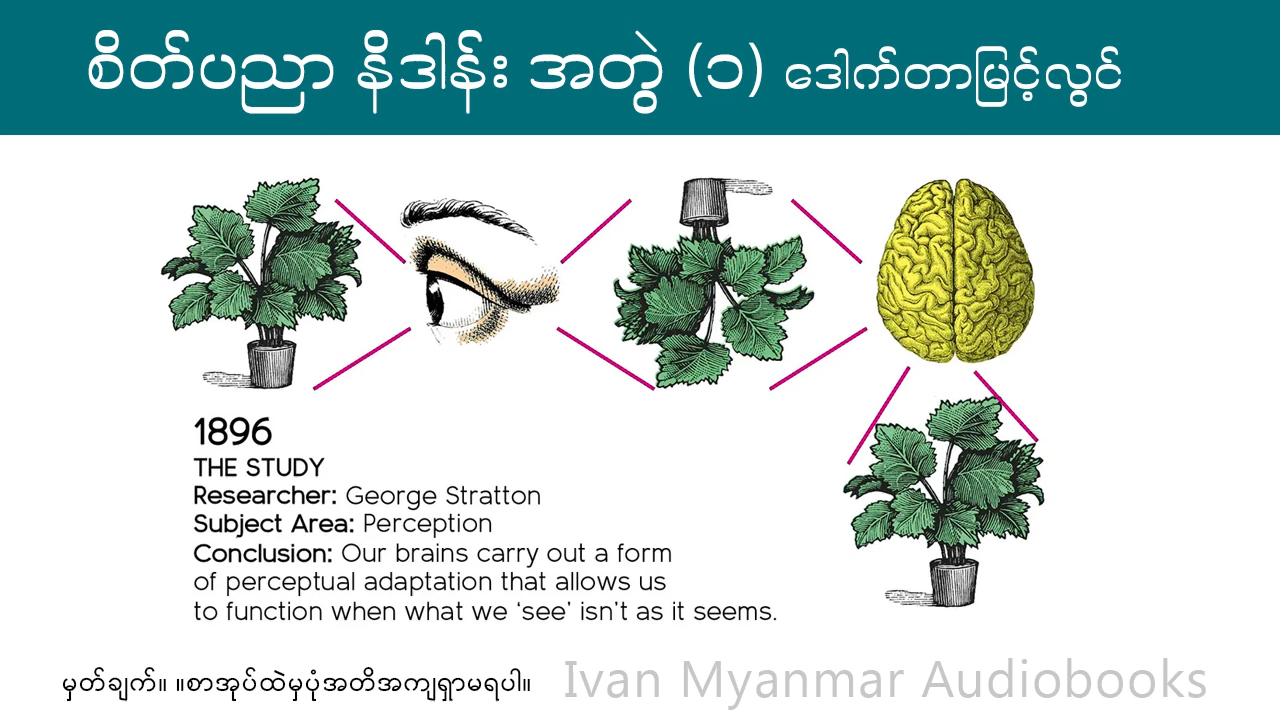 စိတ်ပညာ နိဒါန်း အတွဲ (၁) ဒေါက်တာမြင့်လွင်
1896
THE STUDY
Researcher: George Stratton
Subject Area: Perception
Conclusion: Our brains carry out a form
of perceptual adaptation that allows us
to function when what we ‘see’ isn’t as it seems.
မှတ်ချက်။ ။စာအုပ်ထဲမှပုံအတိအကျရှာမရပါ။
Ivan Myanmar Audiobooks